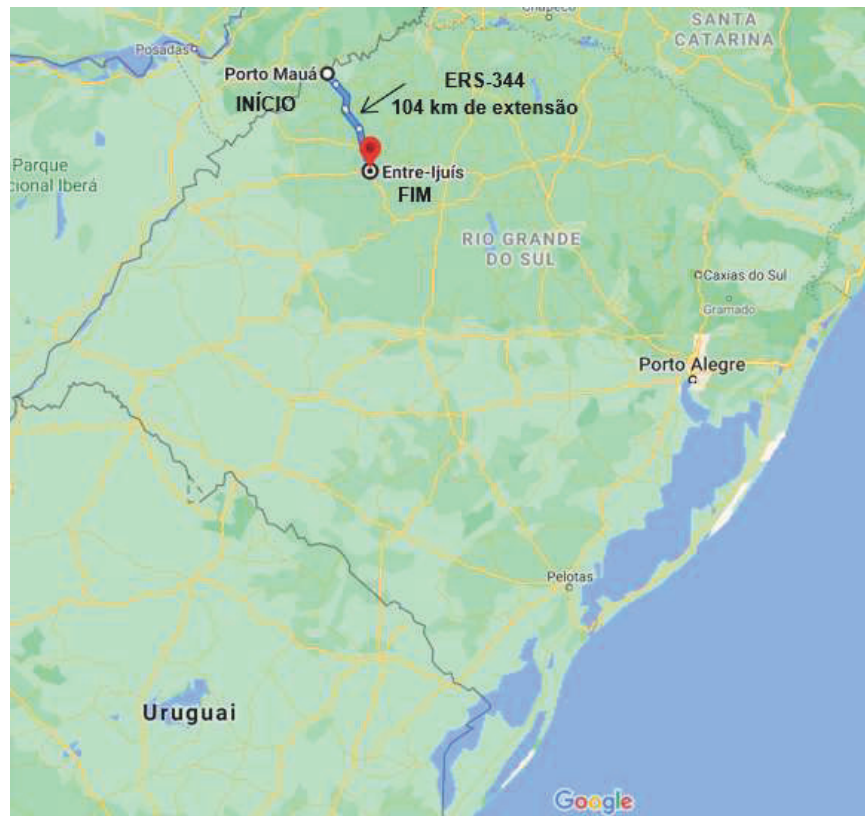 Chapecó
SANTA
CATARINA
Posadas
Porto Mauá
INÍCIO
ERS-344
104 km de extensão
Parque
cional Iberá
Entre-Ijuís
FIM
RIO GRANDE
DO SUL
Caxias do Sul
Gramado
Porto Alegre
Pelotas
Uruguai
Google